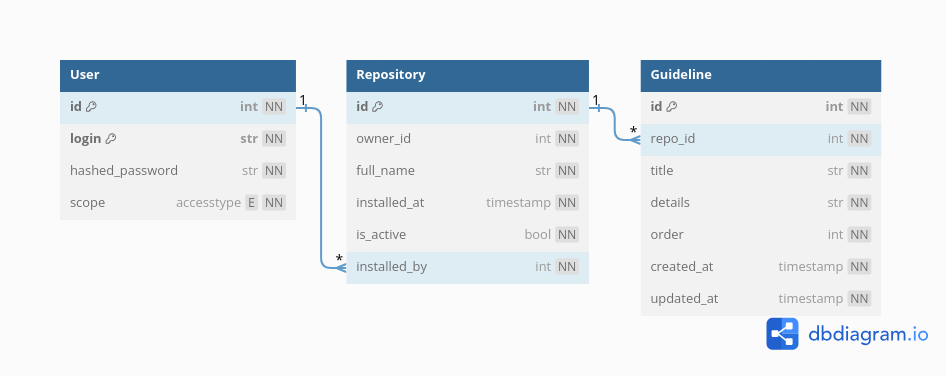 User
id int NN
login str NN
hashed_password str NN
scope accesstype E NN
1
*
Repository
id int NN
owner_id int NN
full_name str NN
installed_at timestamp NN
is_active bool NN
installed_by int NN
1
*
Guideline
id int NN
repo_id int NN
title str NN
details str NN
order int NN
created_at timestamp NN
updated_at timestamp NN
dbdiagram.io